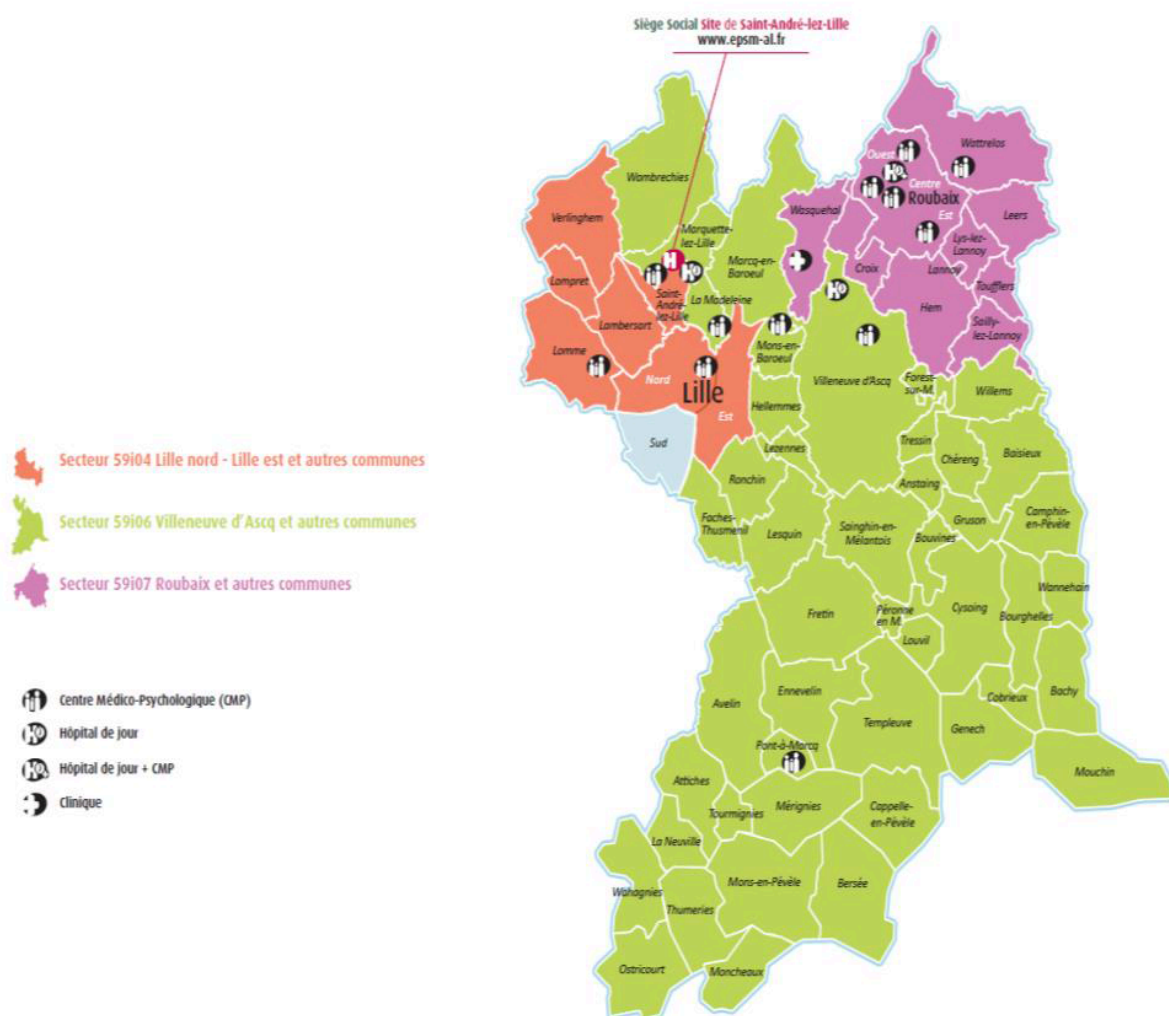 Siège Social Site de Saint-André-lez-Lille
www.epsm-al.fr
Wattrelos
Ouest
Wambrechies
Centre
Roubaix
Verlinghem
Wasquehal
Est
Leers
Marquette-
lez-Lille
Lys-lez-
Lannoy
Marcq-en-
Baroeul
H
HJ
Croix
Lannoy
Toufflers
Lompret
Saint-
André-
lez-Lille
La Madeleine
Hem
Sailly-
lez-Lannoy
Lambersart
Lomme
Mons-en-
Baroeul
Nord
Lille
Villeneuve d'Ascq
Forest-
sur-M.
Willems
Est
Hellemmes
Sud
Lezennes
Tressin
Chéreng
Baisieux
Secteur 59i04 Lille nord - Lille est et autres communes
Ronchin
Anstaing
Secteur 59i06 Villeneuve d'Ascq et autres communes
Faches-
Thusmenil
Lesquin
Sainghin-en-
Mélantois
Bouvines
Gruson
Camphin-
en-Pévèle
Secteur 59i07 Roubaix et autres communes
Wannehain
Fretin
Péronne
en M.
Cysoing
Bourghelles
Louvil
Centre Médico-Psychologique (CMP)
Hôpital de jour
Hôpital de jour + CMP
Clinique
Avelin
Ennevelin
Templeuve
Genech
Cobrieux
Bachy
Pont-à-Marcq
Mouchin
Attiches
Tourmignies
Mérignies
Cappelle-
en-Pévèle
La Neuville
Wahagnies
Thumeries
Mons-en-Pévèle
Bersée
Ostricourt
Moncheaux